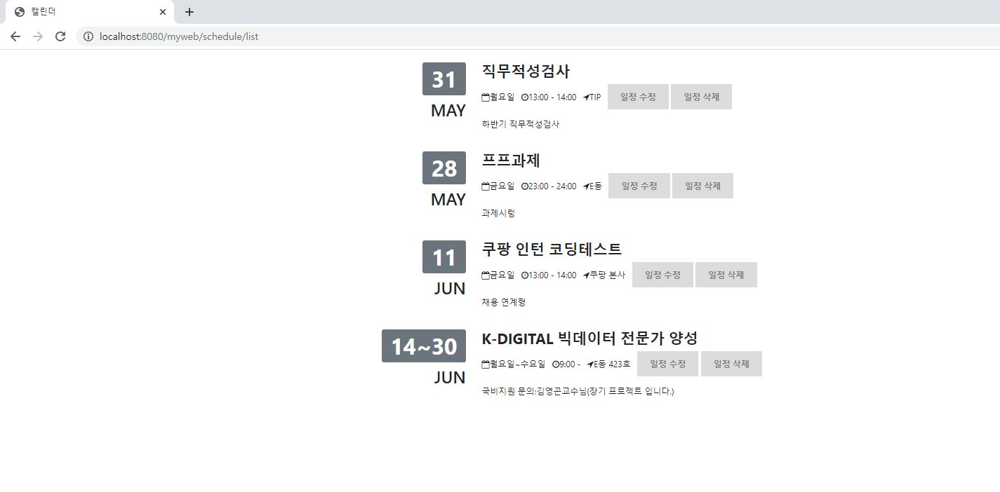 캘린더
localhost:8080/myweb/schedule/list
31
MAY
직무적성검사
월요일 13:00 - 14:00 TIP 일정 수정 일정 삭제
하반기 직무적성검사
28
MAY
프프과제
금요일 23:00 - 24:00 E동 일정 수정 일정 삭제
과제시렁
11
JUN
쿠팡 인턴 코딩테스트
금요일 13:00 - 14:00 쿠팡 본사 일정 수정 일정 삭제
채용 연계형
14~30
JUN
K-DIGITAL 빅데이터 전문가 양성
월요일~수요일 9:00 - E동 423호 일정 수정 일정 삭제
국비지원 문의:김영곤교수님(장기 프로젝트 입니다.)